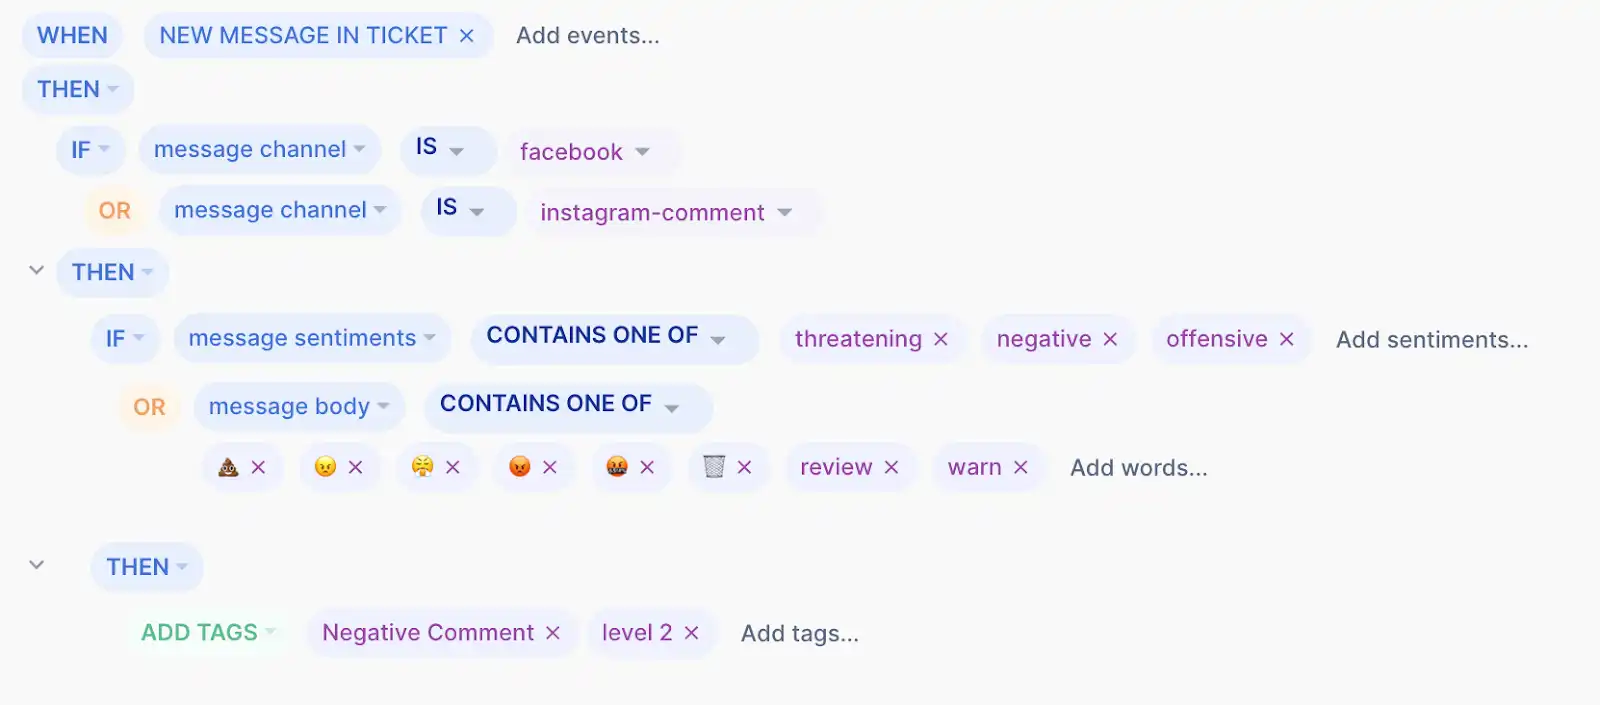 WHEN NEW MESSAGE IN TICKET × Add events...
THEN
IF message channel IS facebook
OR message channel IS instagram-comment
THEN
IF message sentiments CONTAINS ONE OF threatening × negative × offensive × Add sentiments...
OR message body CONTAINS ONE OF
💩 × 😠 × 😤 × 😡 × 🤬 × 🗑️ × review × warn × Add words...
THEN
ADD TAGS Negative Comment × level 2 × Add tags...